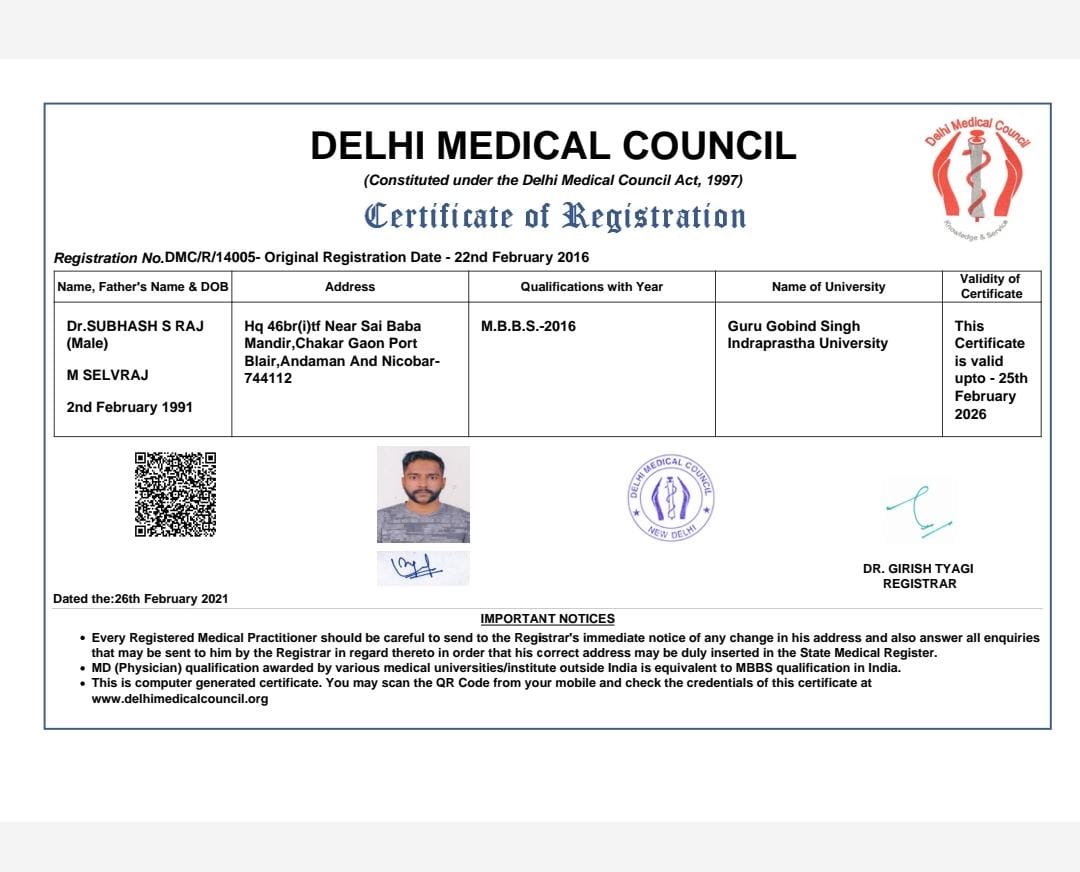 DELHI MEDICAL COUNCIL
(Constituted under the Delhi Medical Council Act, 1997)
Certificate of Registration
Delhi Medical Council
Knowledge & Service
Registration No.DMC/R/14005- Original Registration Date - 22nd February 2016
Name, Father's Name & DOB
Address
Qualifications with Year
Name of University
Validity of
Certificate
Dr.SUBHASH S RAJ
(Male)
M SELVRAJ
2nd February 1991
Hq 46br(i)tf Near Sai Baba
Mandir,Chakar Gaon Port
Blair,Andaman And Nicobar-
744112
M.B.B.S.-2016
Guru Gobind Singh
Indraprastha University
This
Certificate
is valid
upto - 25th
February
2026
DELHI MEDICAL COUNCIL
NEW DELHI
DR. GIRISH TYAGI
REGISTRAR
Dated the:26th February 2021
IMPORTANT NOTICES
• Every Registered Medical Practitioner should be careful to send to the Registrar's immediate notice of any change in his address and also answer all enquiries
that may be sent to him by the Registrar in regard thereto in order that his correct address may be duly inserted in the State Medical Register.
• MD (Physician) qualification awarded by various medical universities/institute outside India is equivalent to MBBS qualification in India.
• This is computer generated certificate. You may scan the QR Code from your mobile and check the credentials of this certificate at
www.delhimedicalcouncil.org